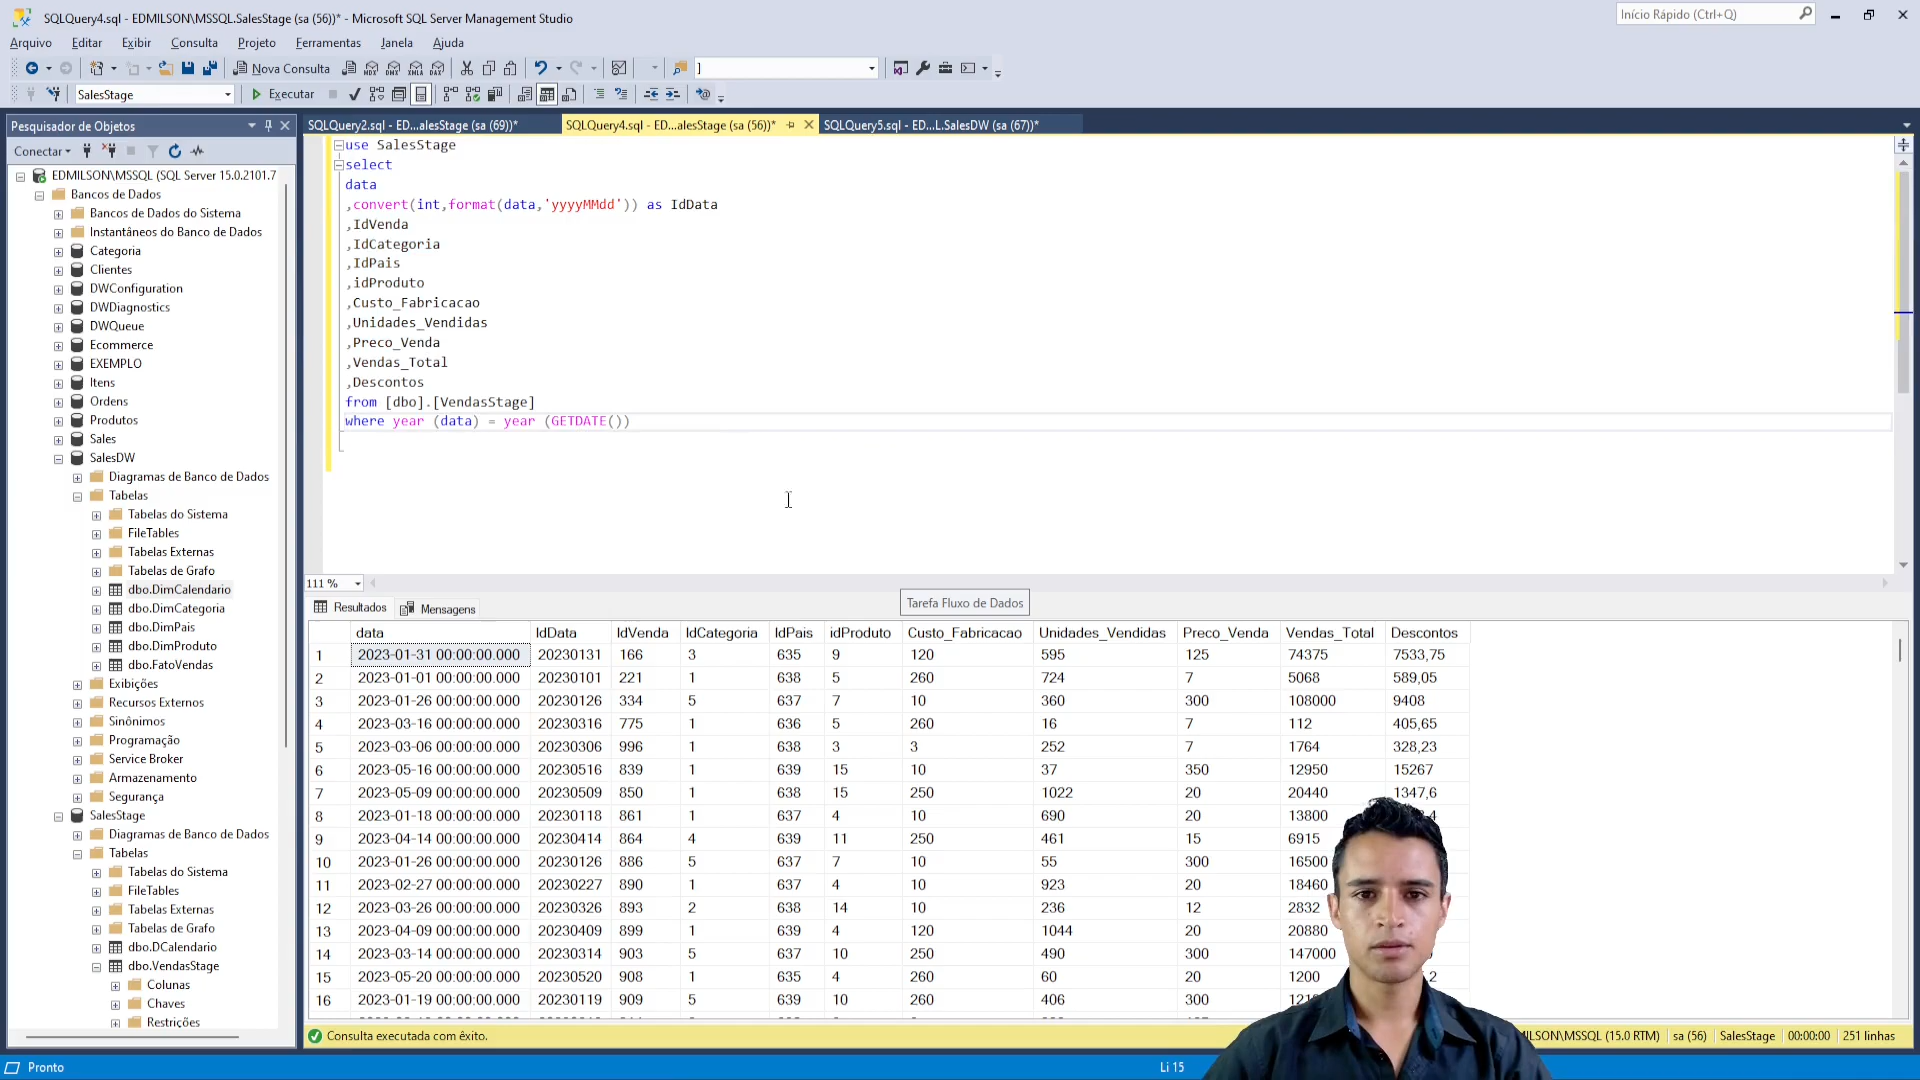 SQLQuery4.sql - EDMILSON\MSSQL.SalesStage (sa (56))* - Microsoft SQL Server Management Studio
Início Rápido (Ctrl+Q)
Arquivo Editar Exibir Consulta Projeto Ferramentas Janela Ajuda
Nova Consulta
]
SalesStage
Executar
Pesquisador de Objetos
SQLQuery2.sql - ED...alesStage (sa (69))*
SQLQuery4.sql - ED...alesStage (sa (56))*
SQLQuery5.sql - ED...L.SalesDW (sa (67))*
Conectar
EDMILSON\MSSQL (SQL Server 15.0.2101.7
Bancos de Dados
Bancos de Dados do Sistema
Instantâneos do Banco de Dados
Categoria
Clientes
DWConfiguration
DWDiagnostics
DWQueue
Ecommerce
EXEMPLO
Itens
Ordens
Produtos
Sales
SalesDW
Diagramas de Banco de Dados
Tabelas
Tabelas do Sistema
FileTables
Tabelas Externas
Tabelas de Grafo
dbo.DimCalendario
dbo.DimCategoria
dbo.DimPais
dbo.DimProduto
dbo.FatoVendas
Exibições
Recursos Externos
Sinônimos
Programação
Service Broker
Armazenamento
Segurança
SalesStage
Diagramas de Banco de Dados
Tabelas
Tabelas do Sistema
FileTables
Tabelas Externas
Tabelas de Grafo
dbo.DCalendario
dbo.VendasStage
Colunas
Chaves
Restrições
use SalesStage
select
data
,convert(int,format(data,'yyyyMMdd')) as IdData
,IdVenda
,IdCategoria
,IdPais
,idProduto
,Custo_Fabricacao
,Unidades_Vendidas
,Preco_Venda
,Vendas_Total
,Descontos
from [dbo].[VendasStage]
where year (data) = year (GETDATE())
111 %
Resultados Mensagens
Tarefa Fluxo de Dados
data IdData IdVenda IdCategoria IdPais idProduto Custo_Fabricacao Unidades_Vendidas Preco_Venda Vendas_Total Descontos
1 2023-01-31 00:00:00.000 20230131 166 3 635 9 120 595 125 74375 7533,75
2 2023-01-01 00:00:00.000 20230101 221 1 638 5 260 724 7 5068 589,05
3 2023-01-26 00:00:00.000 20230126 334 5 637 7 10 360 300 108000 9408
4 2023-03-16 00:00:00.000 20230316 775 1 636 5 260 16 7 112 405,65
5 2023-03-06 00:00:00.000 20230306 996 1 638 3 3 252 7 1764 328,23
6 2023-05-16 00:00:00.000 20230516 839 1 639 15 10 37 350 12950 15267
7 2023-05-09 00:00:00.000 20230509 850 1 638 15 250 1022 20 20440 1347,6
8 2023-01-18 00:00:00.000 20230118 861 1 637 4 10 690 20 13800
9 2023-04-14 00:00:00.000 20230414 864 4 639 11 250 461 15 6915
10 2023-01-26 00:00:00.000 20230126 886 5 637 7 10 55 300 16500
11 2023-02-27 00:00:00.000 20230227 890 1 637 4 10 923 20 18460
12 2023-03-26 00:00:00.000 20230326 893 2 638 14 10 236 12 2832
13 2023-04-09 00:00:00.000 20230409 899 1 639 4 120 1044 20 20880
14 2023-03-14 00:00:00.000 20230314 903 5 637 10 250 490 300 147000
15 2023-05-20 00:00:00.000 20230520 908 1 635 4 260 60 20 1200
16 2023-01-19 00:00:00.000 20230119 909 5 639 10 260 406 300
Consulta executada com êxito.
ILSON\MSSQL (15.0 RTM) sa (56) SalesStage 00:00:00 251 linhas
Pronto
Li 15